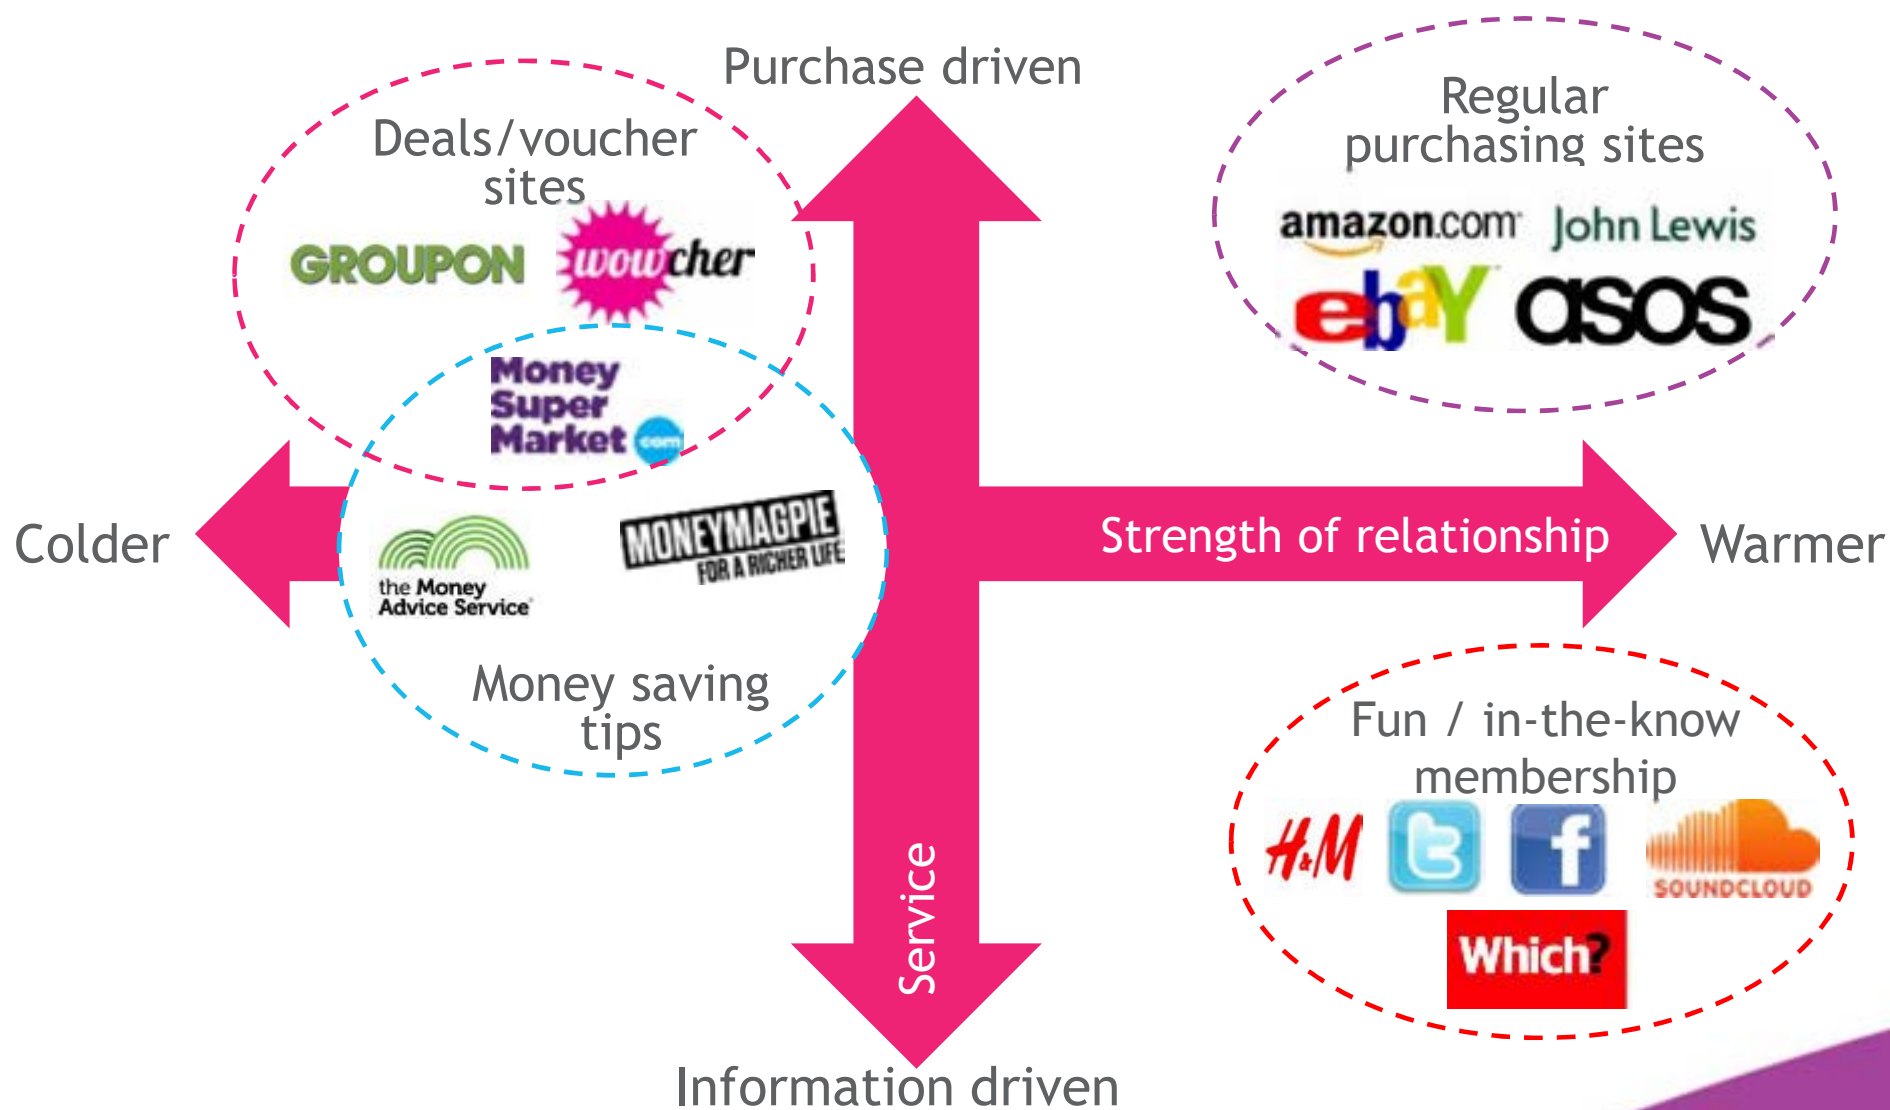 Purchase driven
Deals/voucher
sites
GROUPON
wowcher
Regular
purchasing sites
amazon.com
John Lewis
ebay
asos
Money
Super
Market
com
Colder
the Money
Advice Service
MONEYMAGPIE
FOR A RICHER LIFE
Strength of relationship
Warmer
Money saving
tips
Fun / in-the-know
membership
H&M
t
f
SOUNDCLOUD
Which?
Service
Information driven